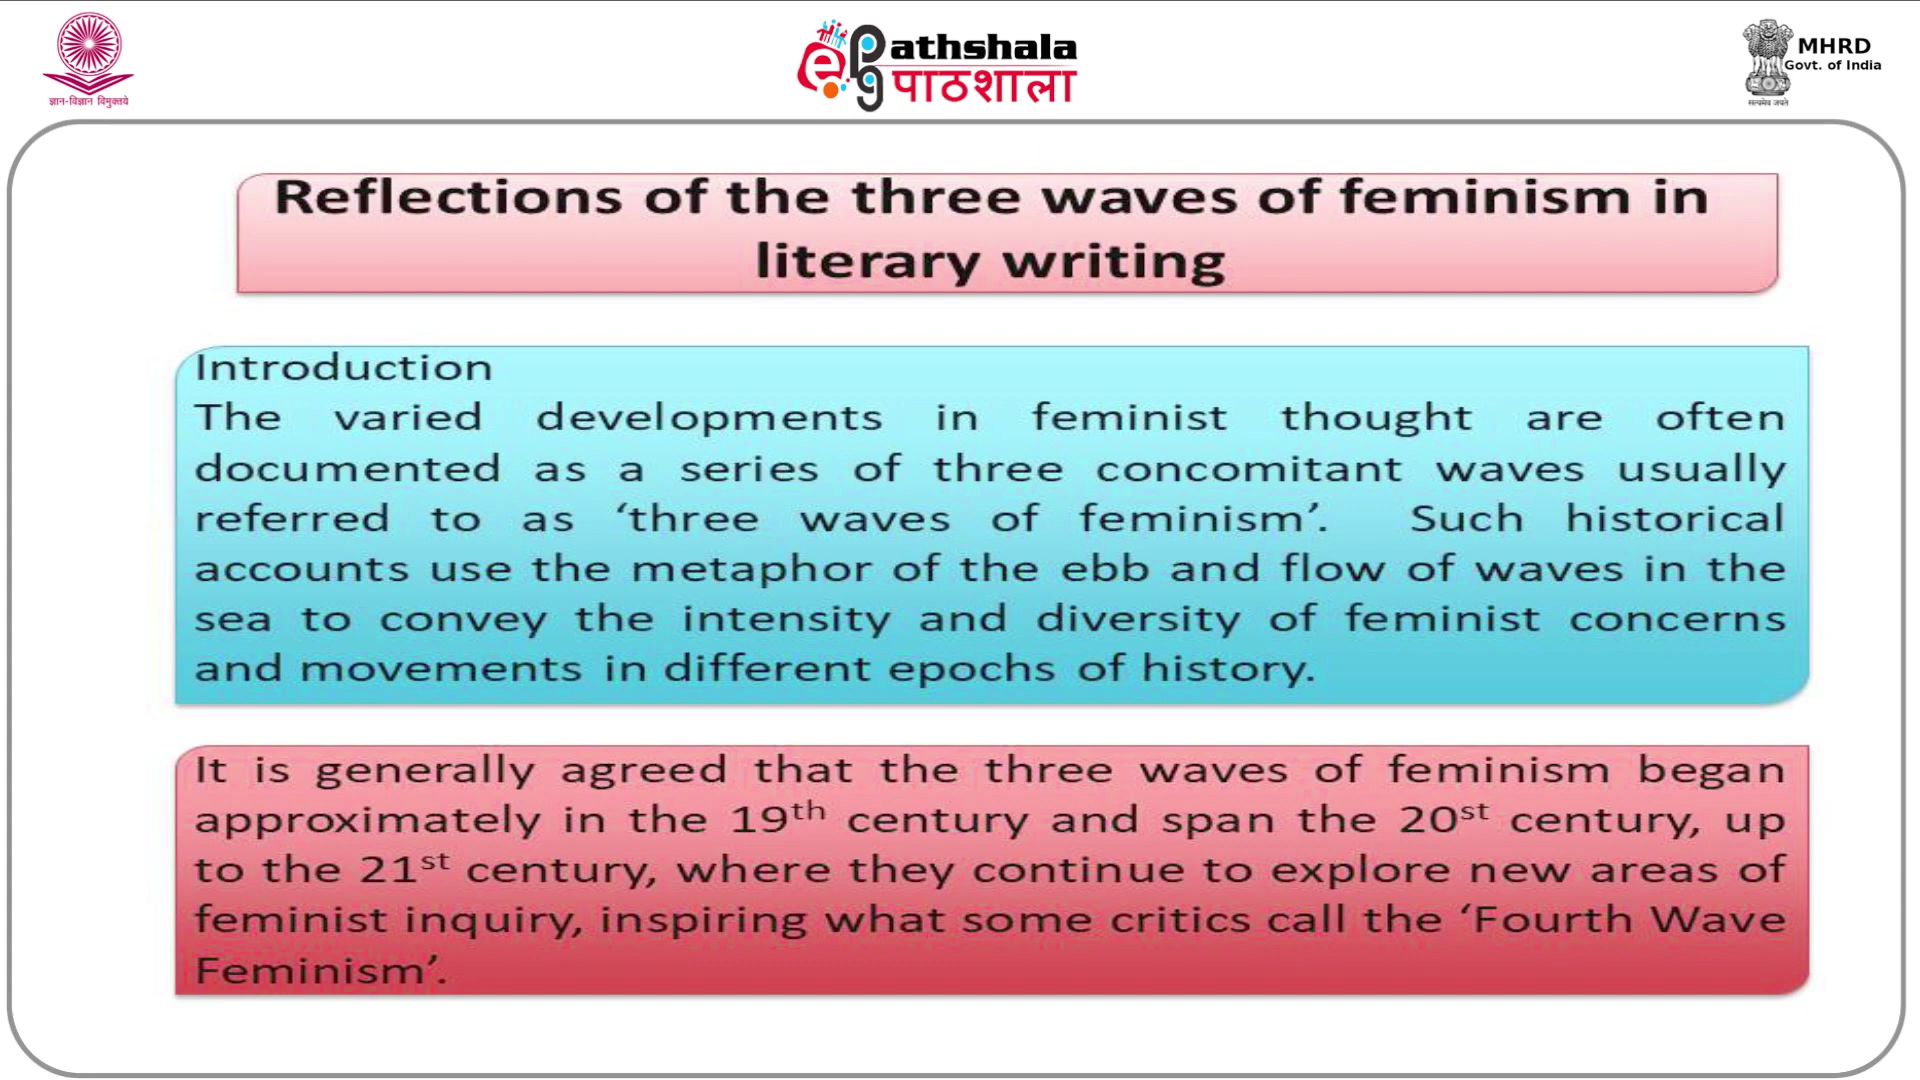 ज्ञान-विज्ञान विमुक्तये
ePg Pathshala
पाठशाला
MHRD
Govt. of India
सत्यमेव जयते
Reflections of the three waves of feminism in
literary writing
Introduction
The varied developments in feminist thought are often
documented as a series of three concomitant waves usually
referred to as ‘three waves of feminism’. Such historical
accounts use the metaphor of the ebb and flow of waves in the
sea to convey the intensity and diversity of feminist concerns
and movements in different epochs of history.
It is generally agreed that the three waves of feminism began
approximately in the 19th century and span the 20st century, up
to the 21st century, where they continue to explore new areas of
feminist inquiry, inspiring what some critics call the ‘Fourth Wave
Feminism’.